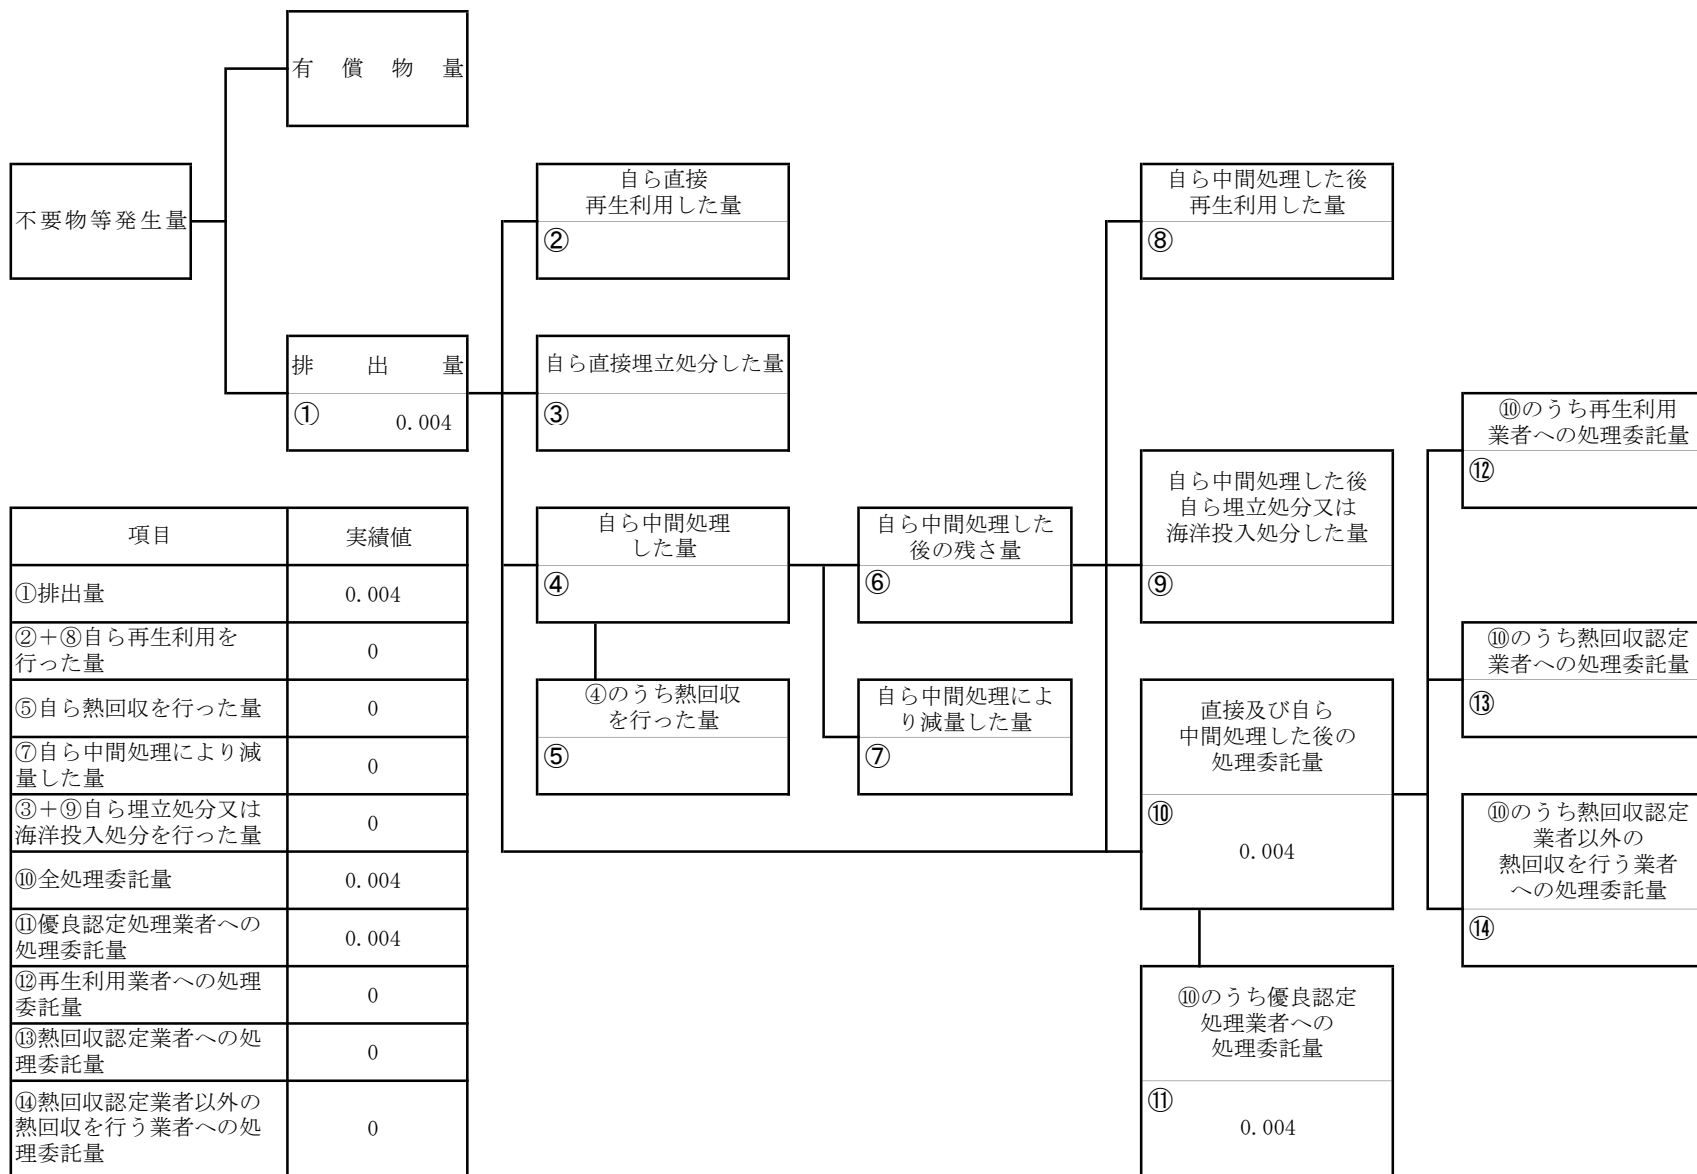 有償物量
不要物等発生量
排出量
①
0.004
自ら直接
再生利用した量
②
自ら直接埋立処分した量
③
自ら中間処理
した量
④
④のうち熱回収
を行った量
⑤
自ら中間処理した
後の残さ量
⑥
自ら中間処理によ
り減量した量
⑦
自ら中間処理した後
再生利用した量
⑧
自ら中間処理した後
自ら埋立処分又は
海洋投入処分した量
⑨
直接及び自ら
中間処理した後の
処理委託量
⑩
0.004
⑩のうち優良認定
処理業者への
処理委託量
⑪
0.004
⑩のうち再生利用
業者への処理委託量
⑫
⑩のうち熱回収認定
業者への処理委託量
⑬
⑩のうち熱回収認定
業者以外の
熱回収を行う業者
への処理委託量
⑭
項目 実績値
①排出量 0.004
②+⑧自ら再生利用を
行った量 0
⑤自ら熱回収を行った量 0
⑦自ら中間処理により減
量した量 0
③+⑨自ら埋立処分又は
海洋投入処分を行った量 0
⑩全処理委託量 0.004
⑪優良認定処理業者への
処理委託量 0.004
⑫再生利用業者への処理
委託量 0
⑬熱回収認定業者への処
理委託量 0
⑭熱回収認定業者以外の
熱回収を行う業者への処
理委託量 0